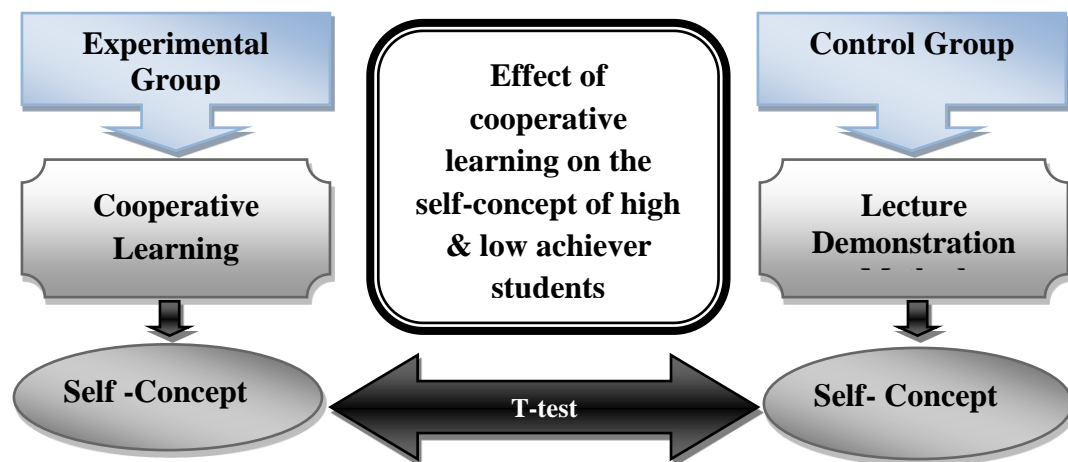 Experimental
Group
Cooperative
Learning
Self -Concept
Effect of
cooperative
learning on the
self-concept of high
& low achiever
students
T-test
Control Group
Lecture
Demonstration
Self- Concept